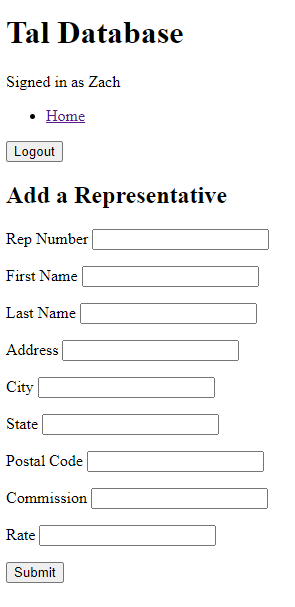 Tal Database
Signed in as Zach
Home
Logout
Add a Representative
Rep Number
First Name
Last Name
Address
City
State
Postal Code
Commission
Rate
Submit